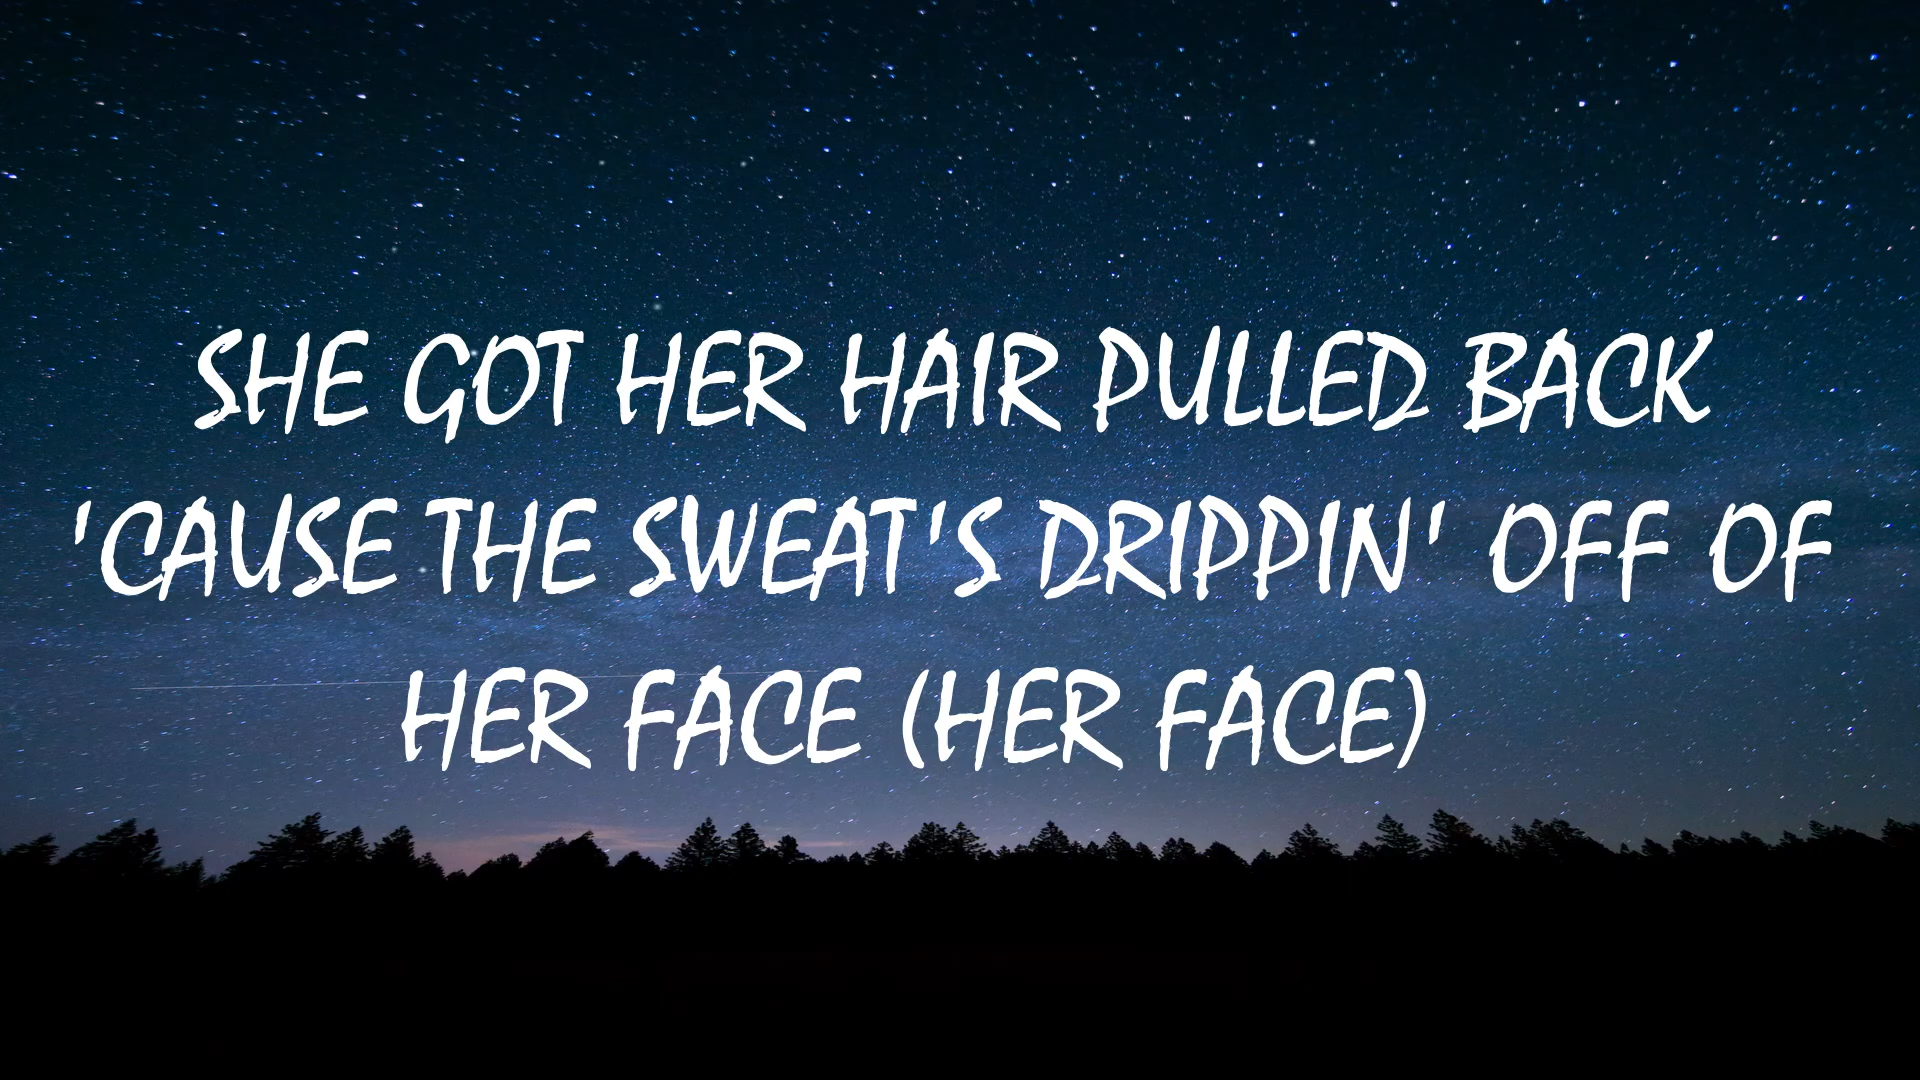 SHE GOT HER HAIR PULLED BACK
'CAUSE THE SWEAT'S DRIPPIN' OFF OF
HER FACE (HER FACE)